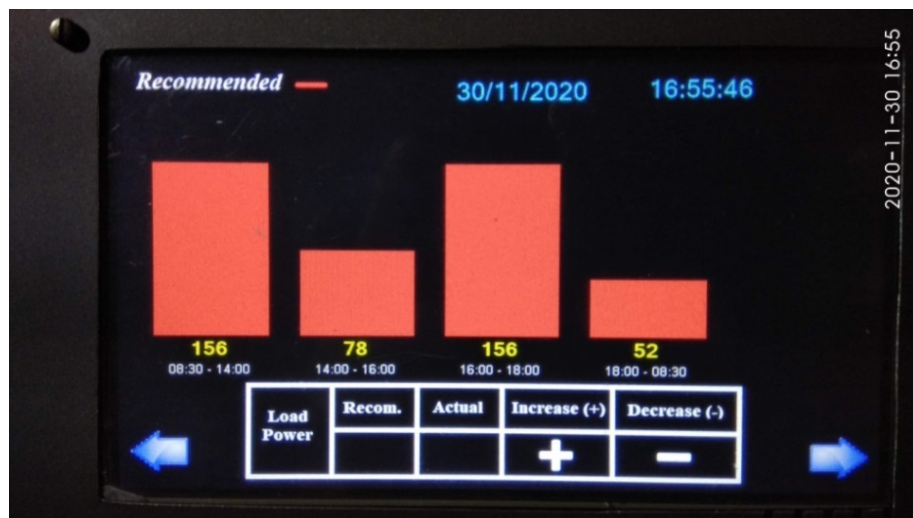 Recommended
30/11/2020 16:55:46
156 78 156 52
08:30 - 14:00 14:00 - 16:00 16:00 - 18:00 18:00 - 08:30
Load Power Recom. Actual Increase (+) Decrease (-)
+ -
2020-11-30 16:55